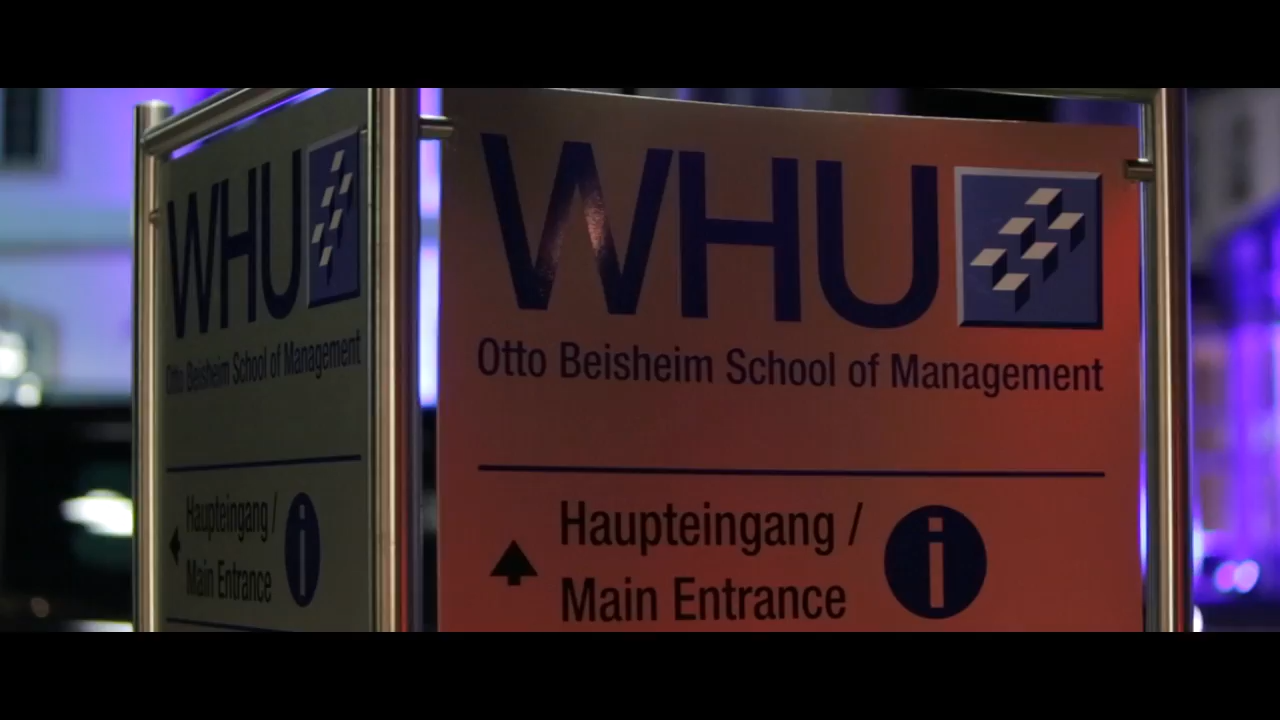 WHU
Otto Beisheim School of Management
Haupteingang /
Main Entrance
i
WHU
Otto Beisheim School of Management
Haupteingang /
Main Entrance
i